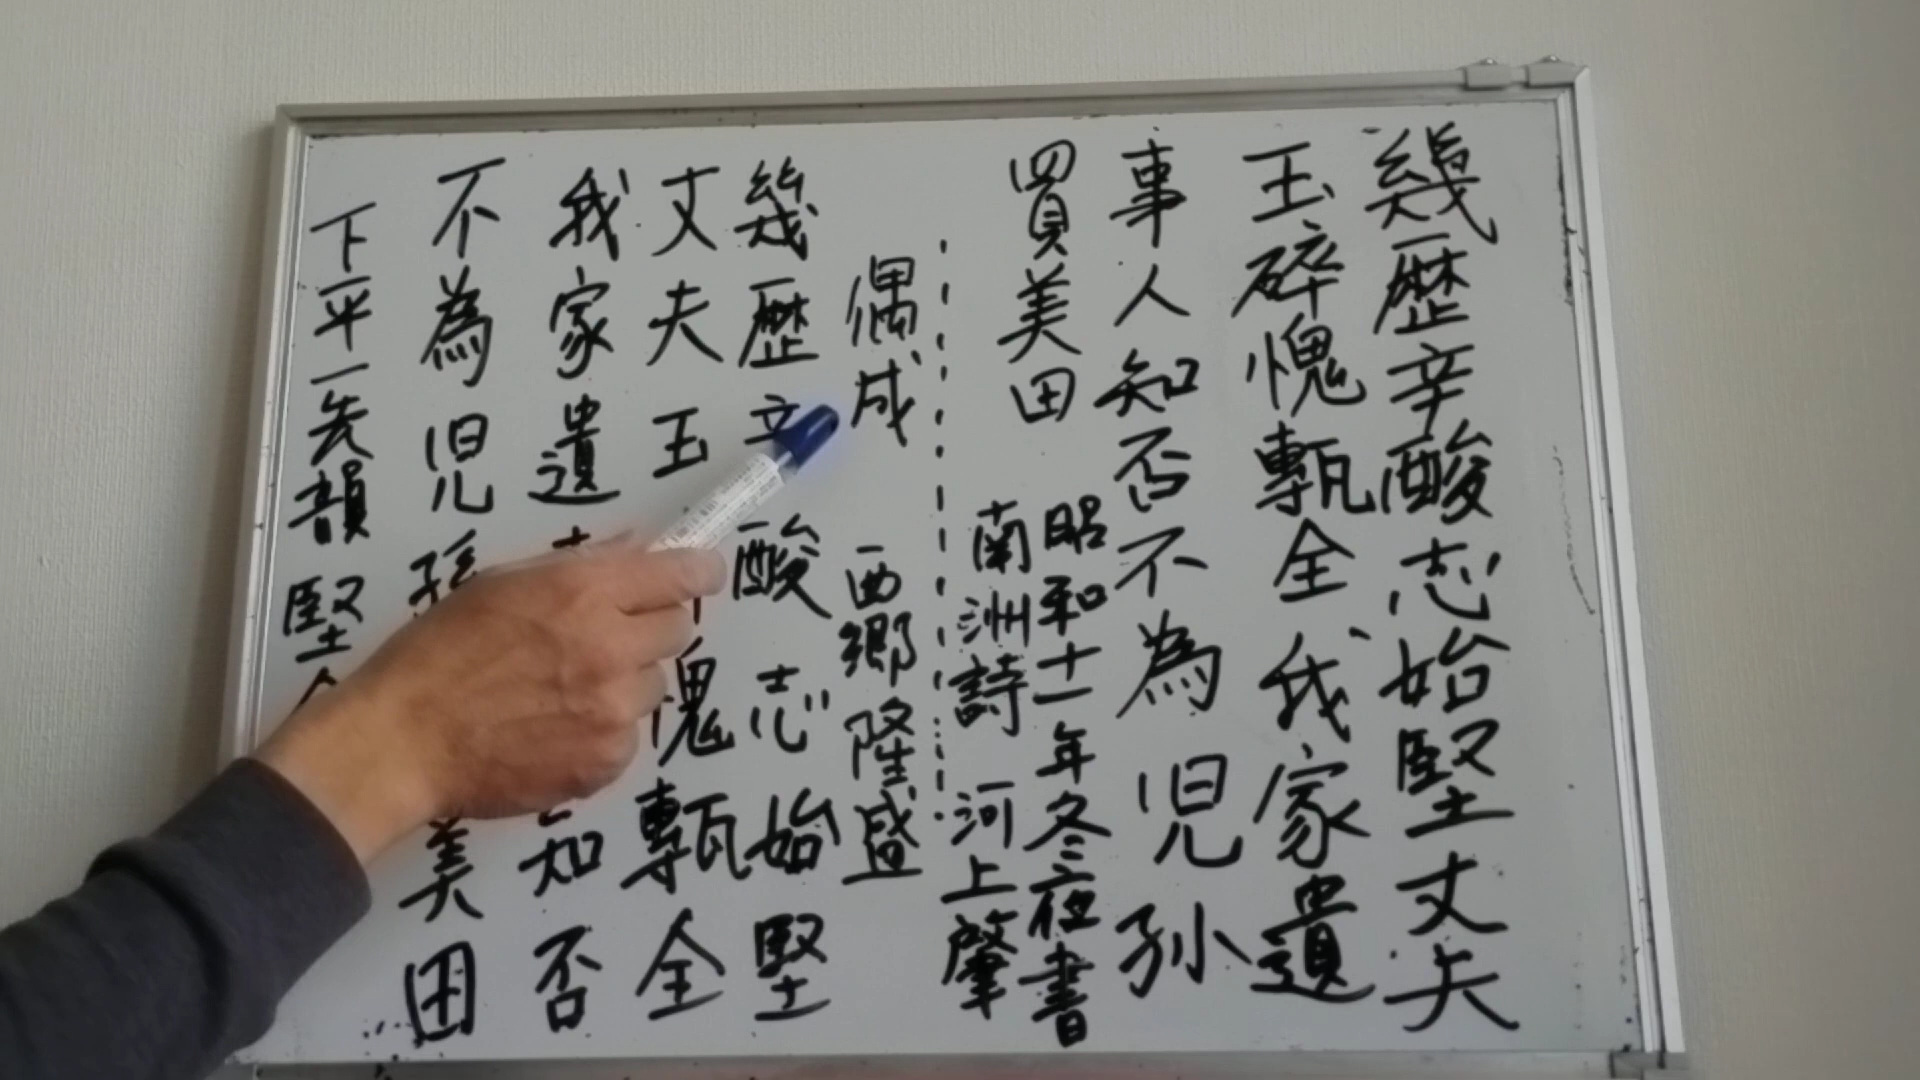 幾歴辛酸志始堅丈夫
玉碎愧甎全我家遺
事人知否不為児孫
買美田
昭和十一年冬夜書
南洲詩 河上肇
偶成 西郷隆盛
幾歴辛酸志始堅
丈夫玉 愧甎全
我家遺 知否
不為児孫 美田
下平一先韻 堅